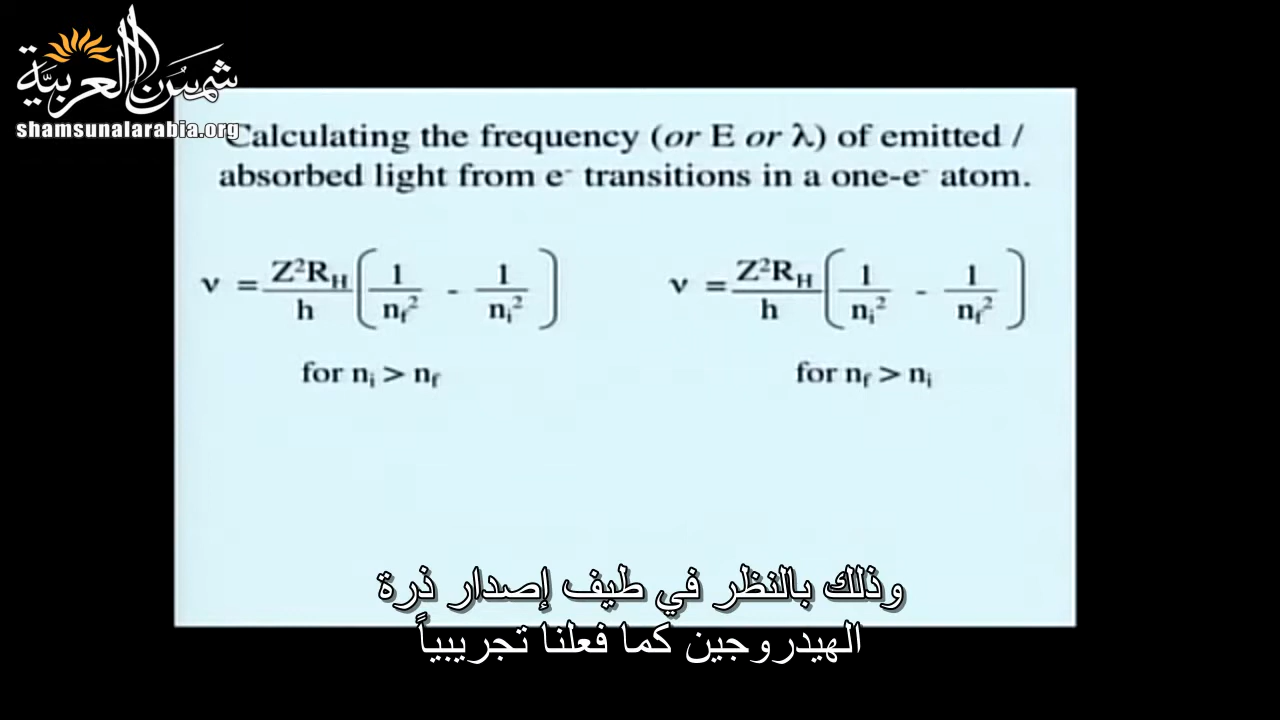 شمسُ العربيّة
shamsunalarabia.org
Calculating the frequency (or E or λ) of emitted /
absorbed light from e⁻ transitions in a one-e⁻ atom.
ν = Z²R_H/h (1/n_f² - 1/n_i²)
for n_i > n_f
ν = Z²R_H/h (1/n_i² - 1/n_f²)
for n_f > n_i
وذلك بالنظر في طيف إصدار ذرة
الهيدروجين كما فعلنا تجريبياً